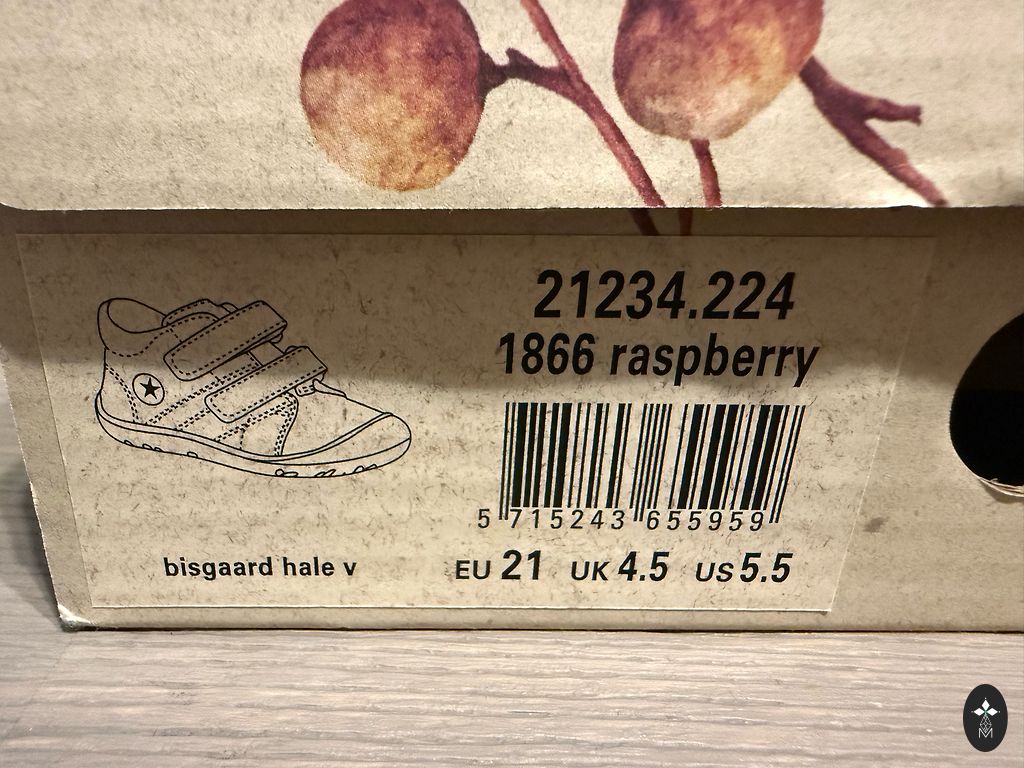 21234.224
1866 raspberry
5 715243 655959
bisgaard hale v
EU 21 UK 4.5 US 5.5
M